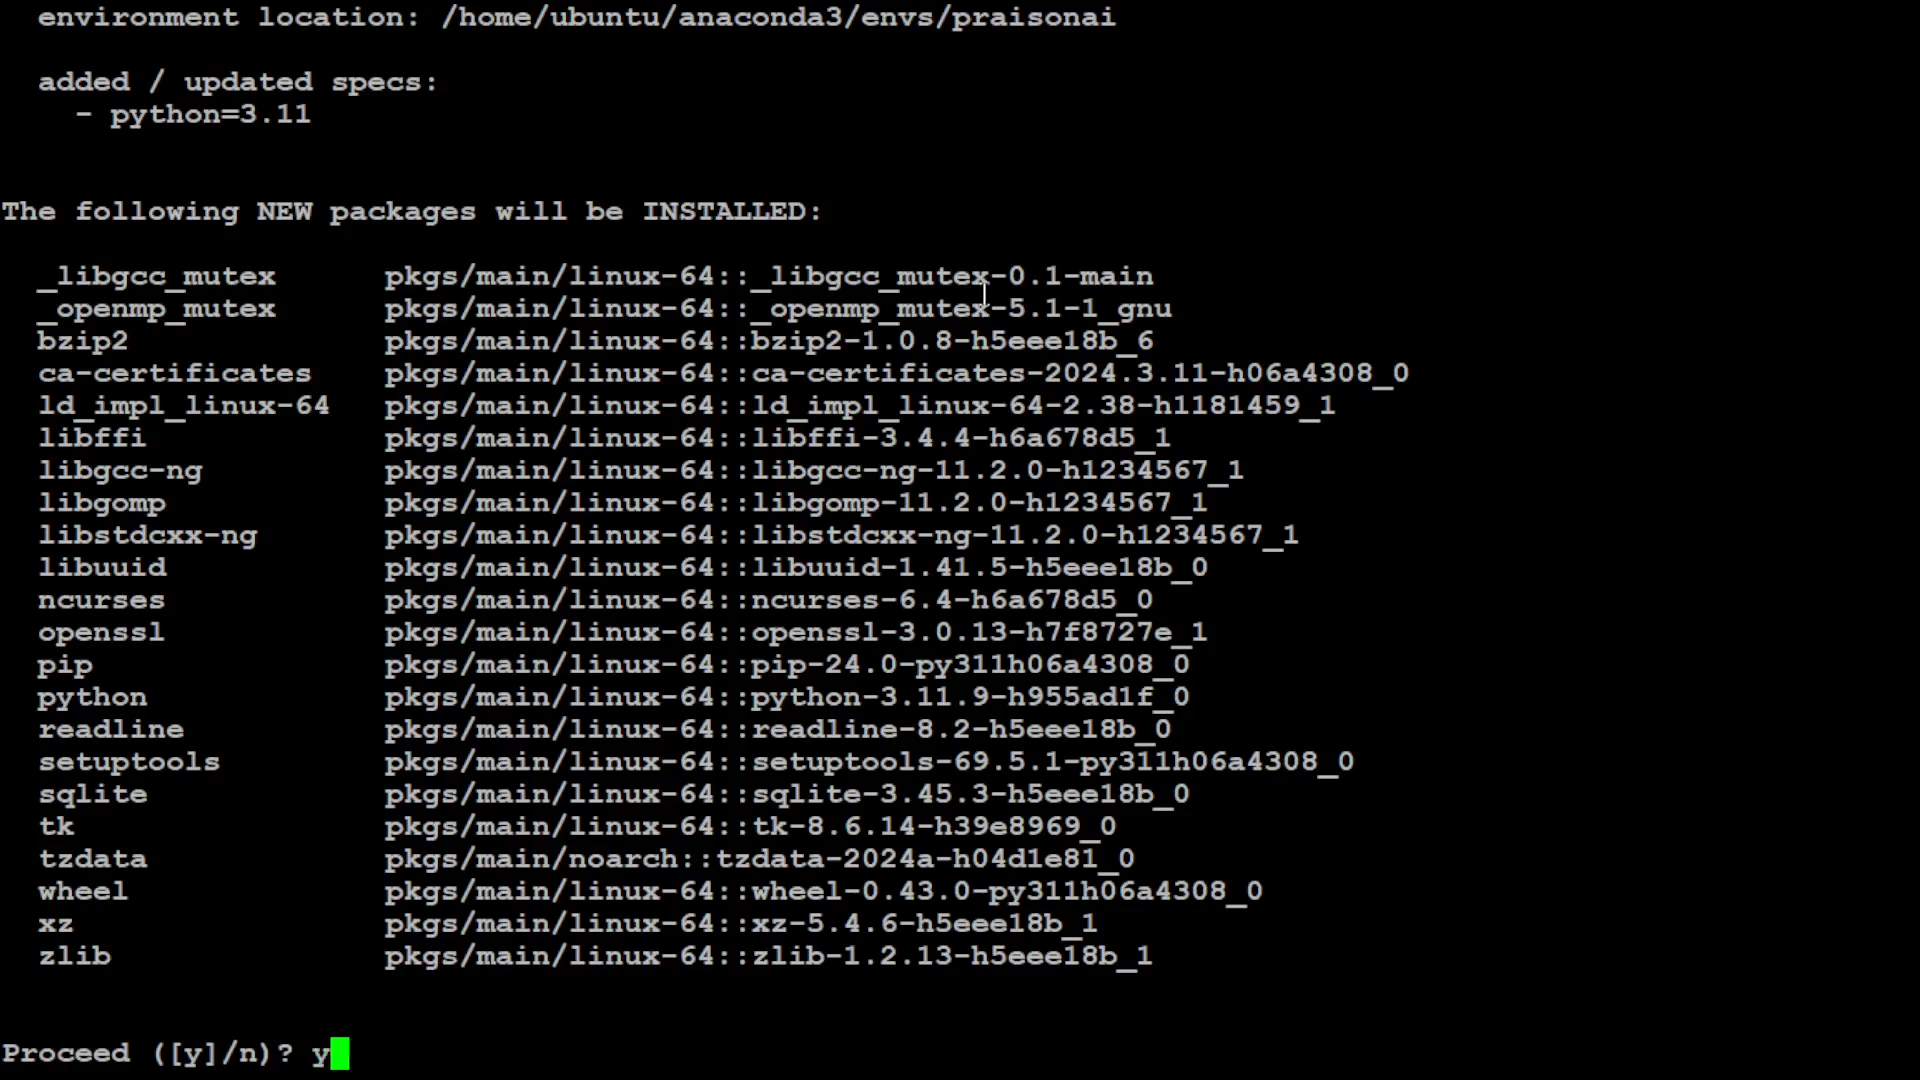 environment location: /home/ubuntu/anaconda3/envs/praisonai
added / updated specs:
- python=3.11
The following NEW packages will be INSTALLED:
_libgcc_mutex pkgs/main/linux-64::_libgcc_mutex-0.1-main
_openmp_mutex pkgs/main/linux-64::_openmp_mutex-5.1-1_gnu
bzip2 pkgs/main/linux-64::bzip2-1.0.8-h5eee18b_6
ca-certificates pkgs/main/linux-64::ca-certificates-2024.3.11-h06a4308_0
ld_impl_linux-64 pkgs/main/linux-64::ld_impl_linux-64-2.38-h1181459_1
libffi pkgs/main/linux-64::libffi-3.4.4-h6a678d5_1
libgcc-ng pkgs/main/linux-64::libgcc-ng-11.2.0-h1234567_1
libgomp pkgs/main/linux-64::libgomp-11.2.0-h1234567_1
libstdcxx-ng pkgs/main/linux-64::libstdcxx-ng-11.2.0-h1234567_1
libuuid pkgs/main/linux-64::libuuid-1.41.5-h5eee18b_0
ncurses pkgs/main/linux-64::ncurses-6.4-h6a678d5_0
openssl pkgs/main/linux-64::openssl-3.0.13-h7f8727e_1
pip pkgs/main/linux-64::pip-24.0-py311h06a4308_0
python pkgs/main/linux-64::python-3.11.9-h955ad1f_0
readline pkgs/main/linux-64::readline-8.2-h5eee18b_0
setuptools pkgs/main/linux-64::setuptools-69.5.1-py311h06a4308_0
sqlite pkgs/main/linux-64::sqlite-3.45.3-h5eee18b_0
tk pkgs/main/linux-64::tk-8.6.14-h39e8969_0
tzdata pkgs/main/noarch::tzdata-2024a-h04d1e81_0
wheel pkgs/main/linux-64::wheel-0.43.0-py311h06a4308_0
xz pkgs/main/linux-64::xz-5.4.6-h5eee18b_1
zlib pkgs/main/linux-64::zlib-1.2.13-h5eee18b_1
Proceed ([y]/n)? y